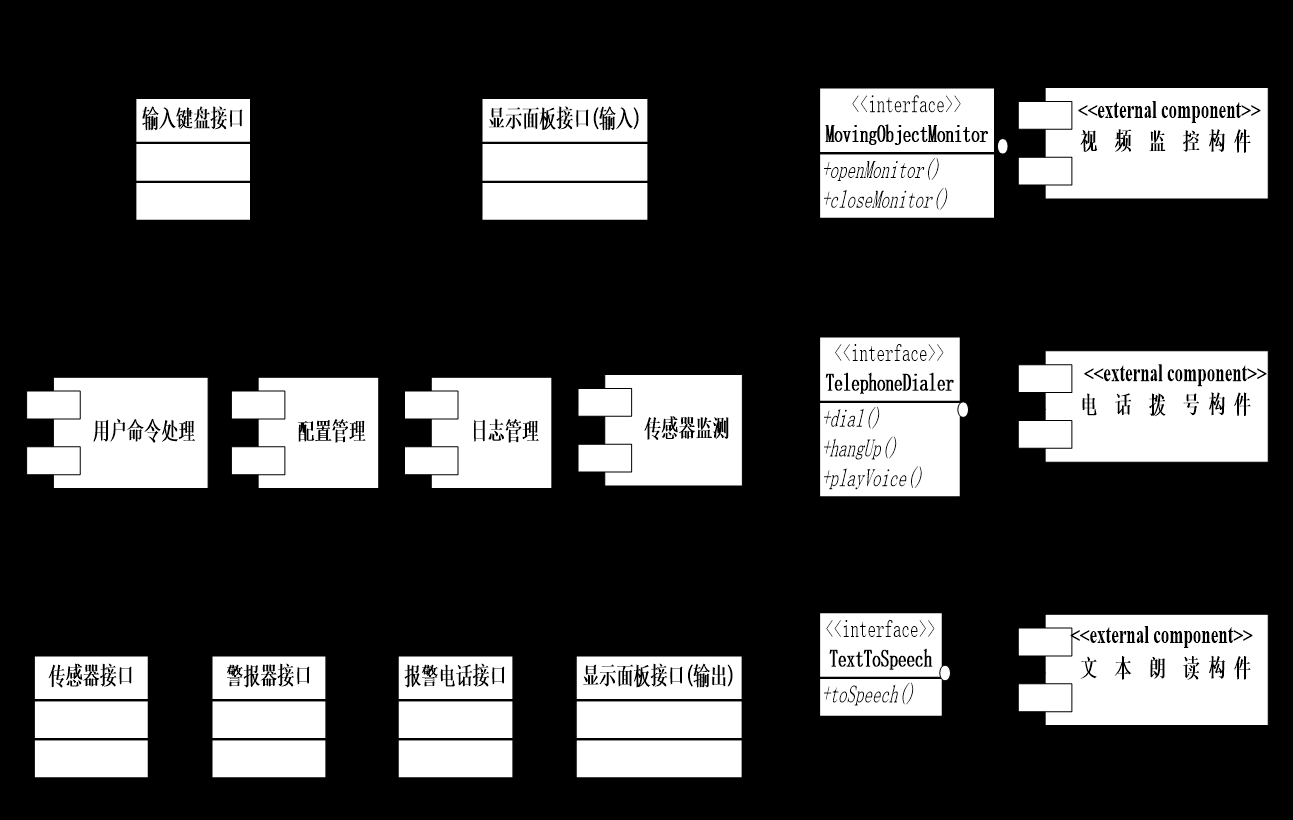 输入键盘接口
显示面板接口(输入)
<<interface>>
MovingObjectMonitor
+openMonitor()
+closeMonitor()
<<external component>>
视频监控构件
用户命令处理
配置管理
日志管理
传感器监测
<<interface>>
TelephoneDialer
+dial()
+hangUp()
+playVoice()
<<external component>>
电话拨号构件
传感器接口
警报器接口
报警电话接口
显示面板接口(输出)
<<interface>>
TextToSpeech
+toSpeech()
<<external component>>
文本朗读构件